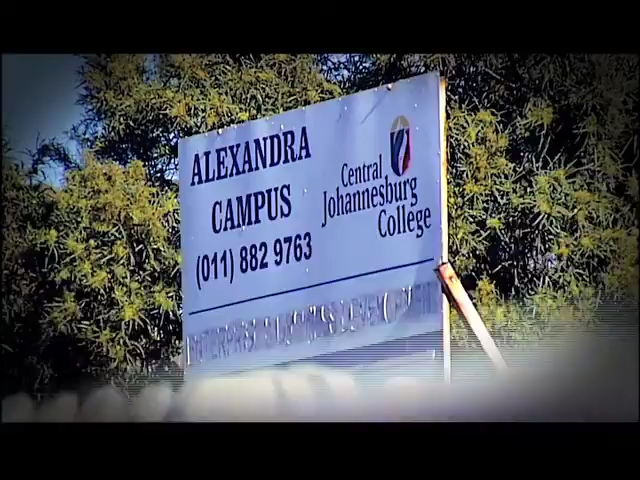 ALEXANDRA
CAMPUS
(011) 882 9763
Central
Johannesburg
College